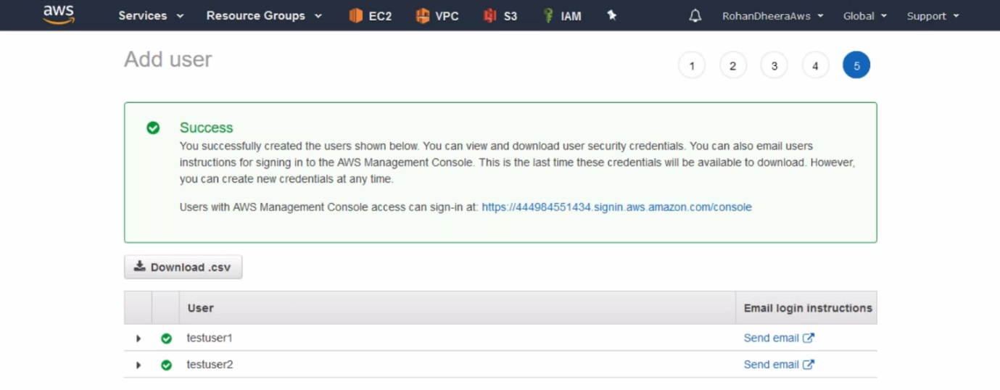 aws Services Resource Groups EC2 VPC S3 IAM RohanDheeraAws Global Support
Add user 1 2 3 4 5
Success
You successfully created the users shown below. You can view and download user security credentials. You can also email users
instructions for signing in to the AWS Management Console. This is the last time these credentials will be available to download. However,
you can create new credentials at any time.
Users with AWS Management Console access can sign-in at: https://444984551434.signin.aws.amazon.com/console
Download .csv
User Email login instructions
testuser1 Send email
testuser2 Send email